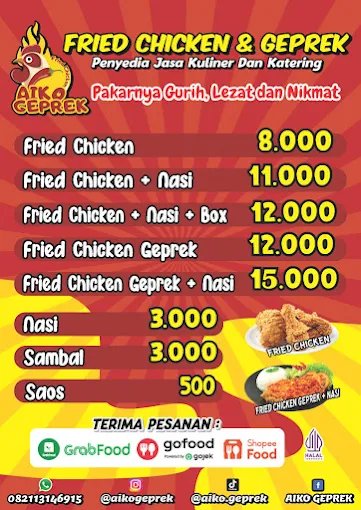 AIKO
GEPREK
FRIED CHICKEN & GEPREK
Penyedia Jasa Kuliner Dan Katering
Pakarnya Gurih, Lezat dan Nikmat
Fried Chicken 8.000
Fried Chicken + Nasi 11.000
Fried Chicken + Nasi + Box 12.000
Fried Chicken Geprek 12.000
Fried Chicken Geprek + Nasi 15.000
Nasi 3.000
Sambal 3.000
Saos 500
FRIED CHICKEN
FRIED CHICKEN GEPREK + NASI
TERIMA PESANAN :
GrabFood
gofood
Powered by gojek
Shopee
Food
HALAL
082113146915
@aikogeprek
@aiko.geprek
AIKO GEPREK